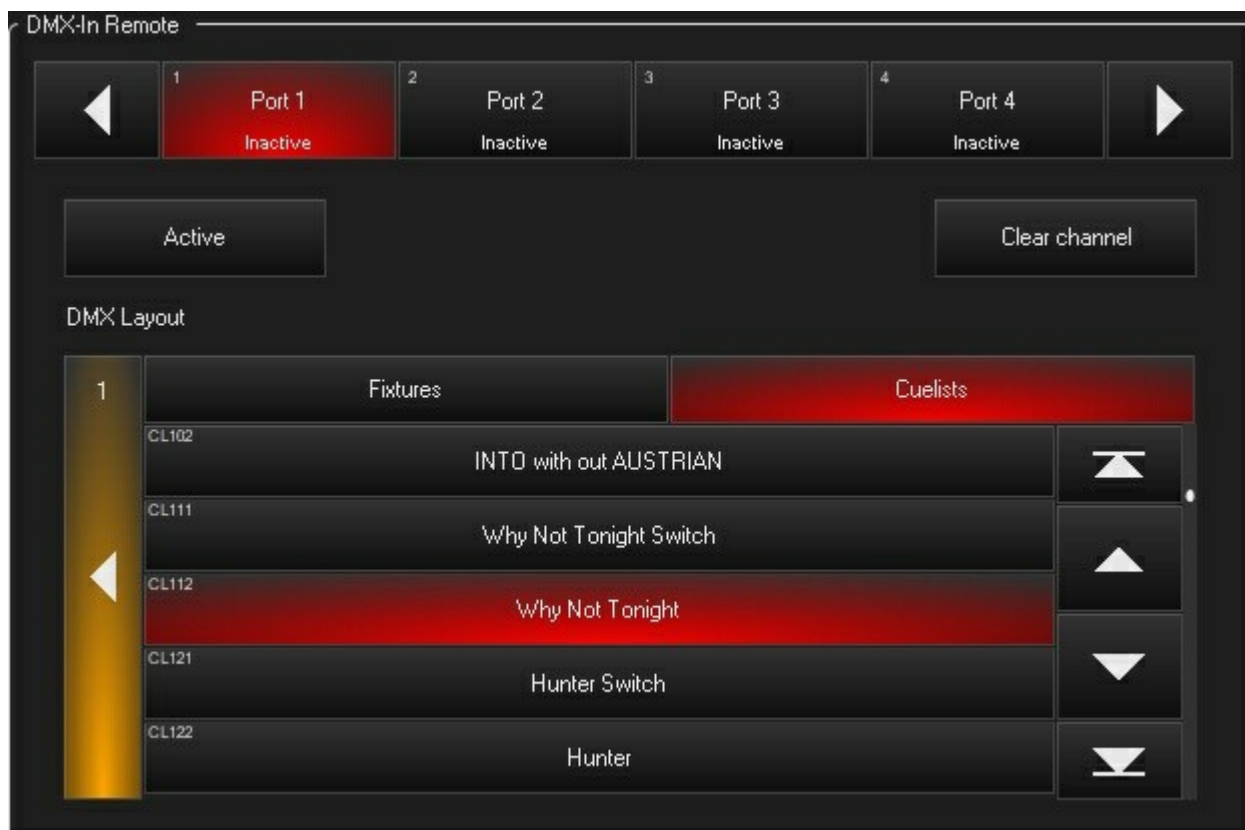 DMX-In Remote
1 Port 1 Inactive
2 Port 2 Inactive
3 Port 3 Inactive
4 Port 4 Inactive
Active
Clear channel
DMX Layout
1
Fixtures
Cuelists
CL102 INTO with out AUSTRIAN
CL111 Why Not Tonight Switch
CL112 Why Not Tonight
CL121 Hunter Switch
CL122 Hunter